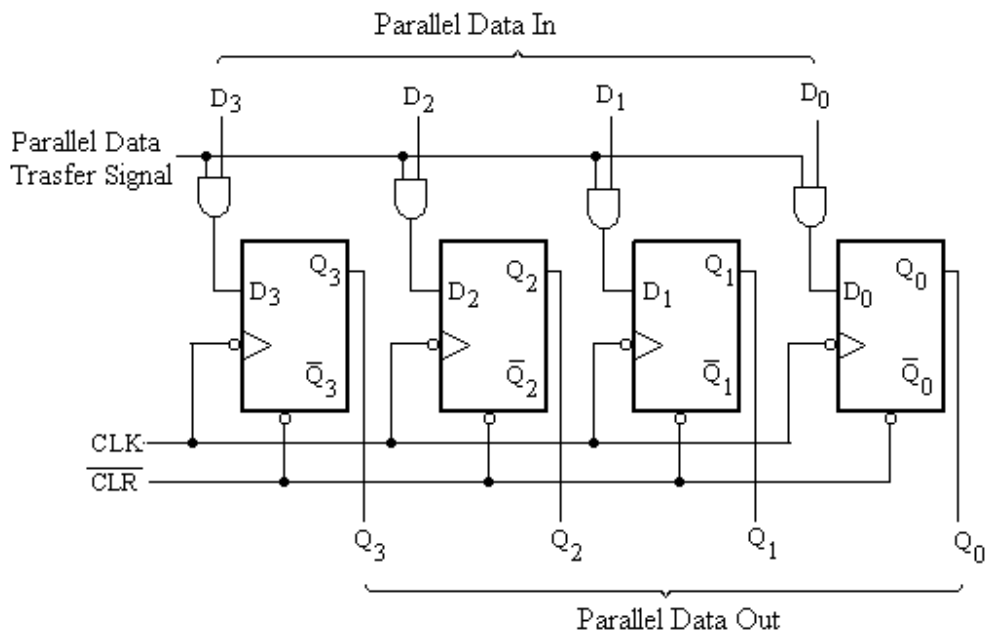 Parallel Data In
D3 D2 D1 D0
Parallel Data
Trasfer Signal
Q3 Q2 Q1 Q0
D3 D2 D1 D0
Q̅3 Q̅2 Q̅1 Q̅0
CLK
C̅L̅R̅
Q3 Q2 Q1 Q0
Parallel Data Out